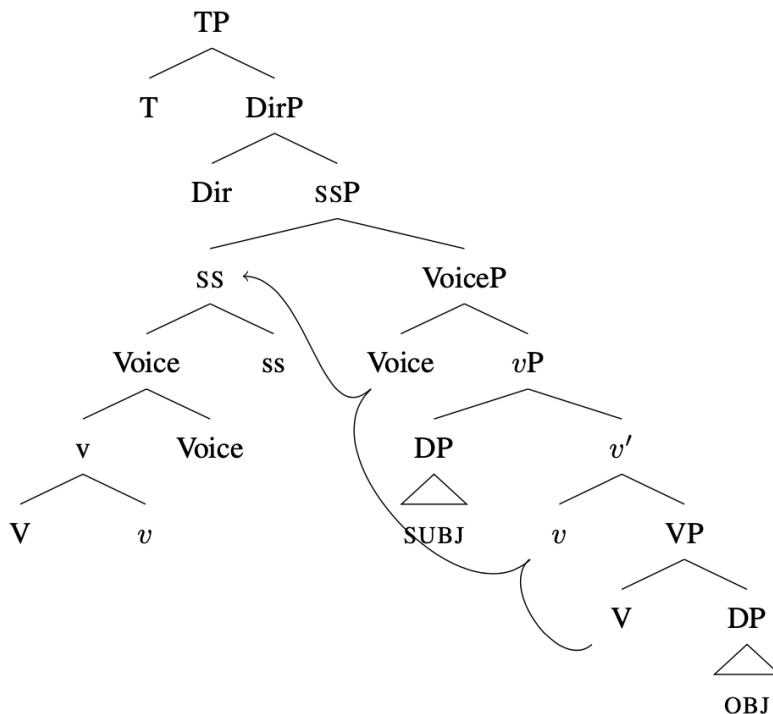 TP
T DirP
Dir SSP
SS VoiceP
Voice ss Voice vP
v Voice DP v′
V v SUBJ v VP
V DP
OBJ